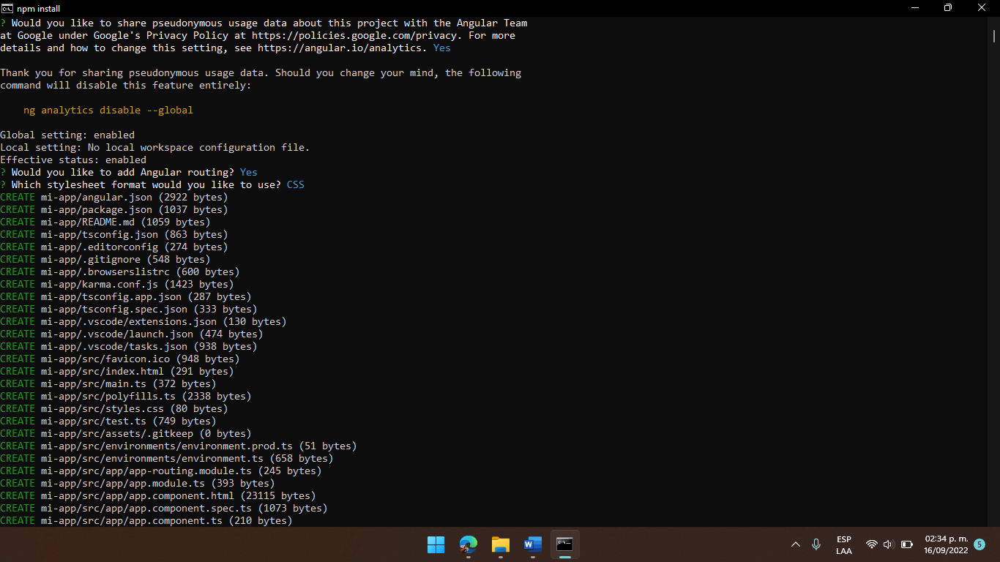 npm install
? Would you like to share pseudonymous usage data about this project with the Angular Team
at Google under Google's Privacy Policy at https://policies.google.com/privacy. For more
details and how to change this setting, see https://angular.io/analytics. Yes
Thank you for sharing pseudonymous usage data. Should you change your mind, the following
command will disable this feature entirely:
ng analytics disable --global
Global setting: enabled
Local setting: No local workspace configuration file.
Effective status: enabled
? Would you like to add Angular routing? Yes
? Which stylesheet format would you like to use? CSS
CREATE mi-app/angular.json (2922 bytes)
CREATE mi-app/package.json (1037 bytes)
CREATE mi-app/README.md (1059 bytes)
CREATE mi-app/tsconfig.json (863 bytes)
CREATE mi-app/.editorconfig (274 bytes)
CREATE mi-app/.gitignore (548 bytes)
CREATE mi-app/.browserslistrc (600 bytes)
CREATE mi-app/karma.conf.js (1423 bytes)
CREATE mi-app/tsconfig.app.json (287 bytes)
CREATE mi-app/tsconfig.spec.json (333 bytes)
CREATE mi-app/.vscode/extensions.json (130 bytes)
CREATE mi-app/.vscode/launch.json (474 bytes)
CREATE mi-app/.vscode/tasks.json (938 bytes)
CREATE mi-app/src/favicon.ico (948 bytes)
CREATE mi-app/src/index.html (291 bytes)
CREATE mi-app/src/main.ts (372 bytes)
CREATE mi-app/src/polyfills.ts (2338 bytes)
CREATE mi-app/src/styles.css (80 bytes)
CREATE mi-app/src/test.ts (749 bytes)
CREATE mi-app/src/assets/.gitkeep (0 bytes)
CREATE mi-app/src/environments/environment.prod.ts (51 bytes)
CREATE mi-app/src/environments/environment.ts (658 bytes)
CREATE mi-app/src/app/app-routing.module.ts (245 bytes)
CREATE mi-app/src/app/app.module.ts (393 bytes)
CREATE mi-app/src/app/app.component.html (23115 bytes)
CREATE mi-app/src/app/app.component.spec.ts (1073 bytes)
CREATE mi-app/src/app/app.component.ts (210 bytes)
ESP
LAA
02:34 p. m.
16/09/2022
5